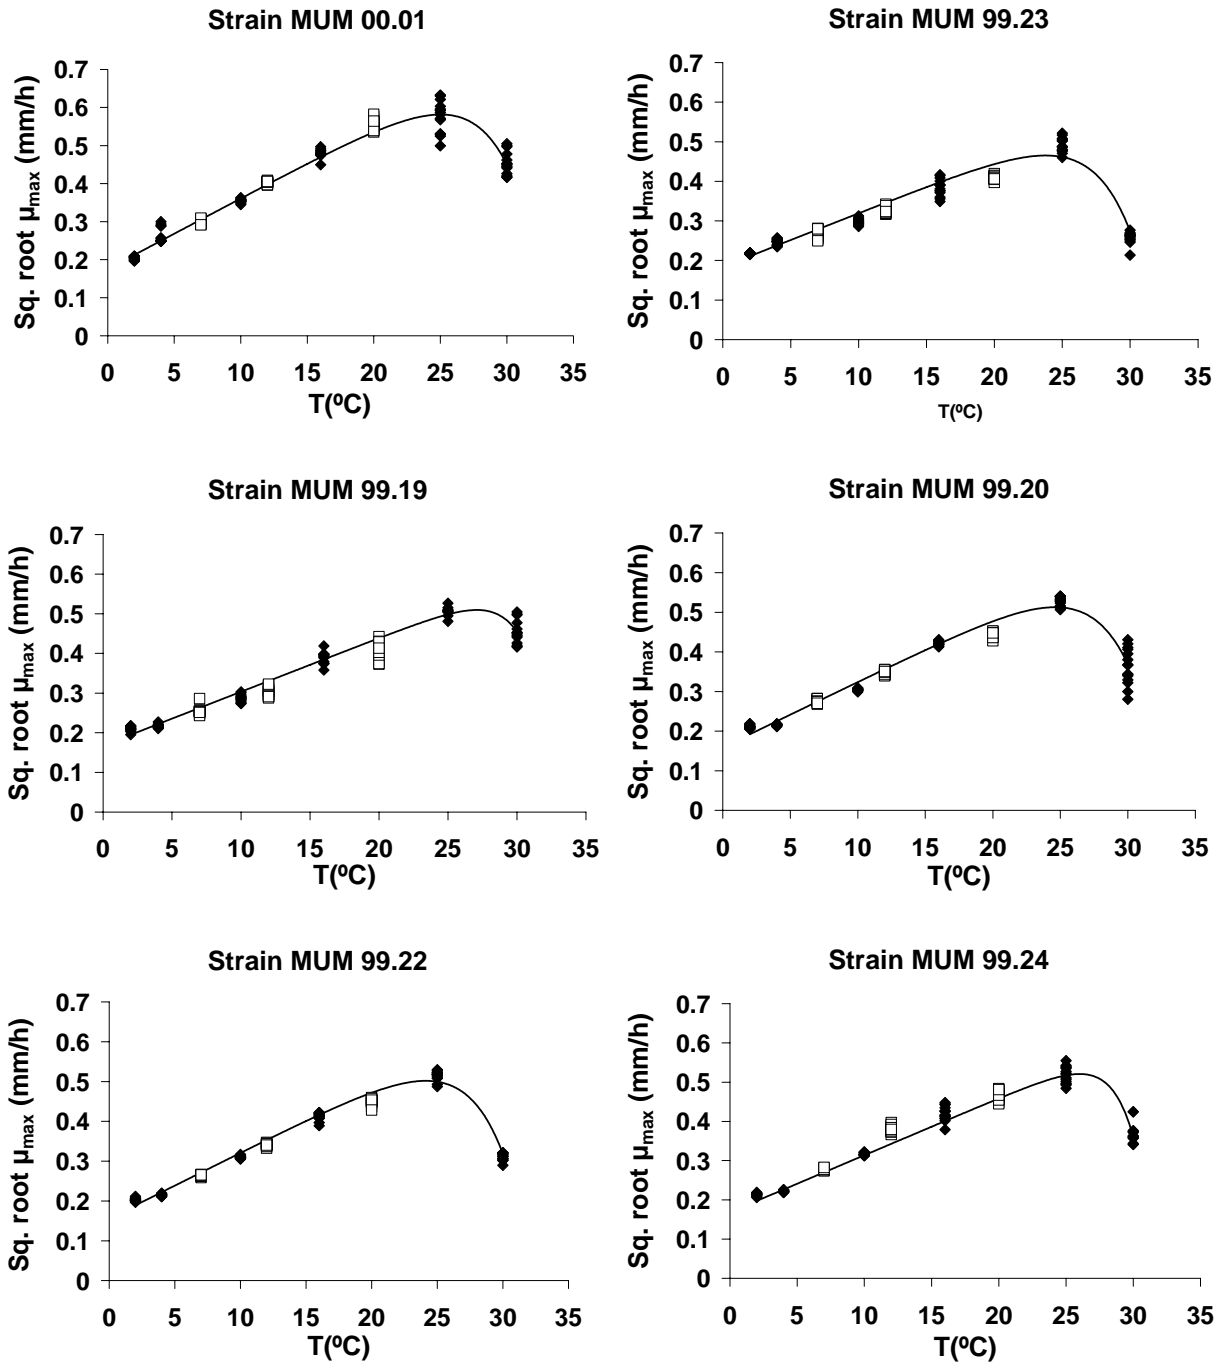 Strain MUM 00.01
Sq. root μmax (mm/h)
0.7
0.6
0.5
0.4
0.3
0.2
0.1
0
0 5 10 15 20 25 30 35
T(ºC)
Strain MUM 99.23
Sq. root μmax (mm/h)
0.7
0.6
0.5
0.4
0.3
0.2
0.1
0
0 5 10 15 20 25 30 35
T(ºC)
Strain MUM 99.19
Sq. root μmax (mm/h)
0.7
0.6
0.5
0.4
0.3
0.2
0.1
0
0 5 10 15 20 25 30 35
T(ºC)
Strain MUM 99.20
Sq. root μmax (mm/h)
0.7
0.6
0.5
0.4
0.3
0.2
0.1
0
0 5 10 15 20 25 30 35
T(ºC)
Strain MUM 99.22
Sq. root μmax (mm/h)
0.7
0.6
0.5
0.4
0.3
0.2
0.1
0
0 5 10 15 20 25 30 35
T(ºC)
Strain MUM 99.24
Sq. root μmax (mm/h)
0.7
0.6
0.5
0.4
0.3
0.2
0.1
0
0 5 10 15 20 25 30 35
T(ºC)